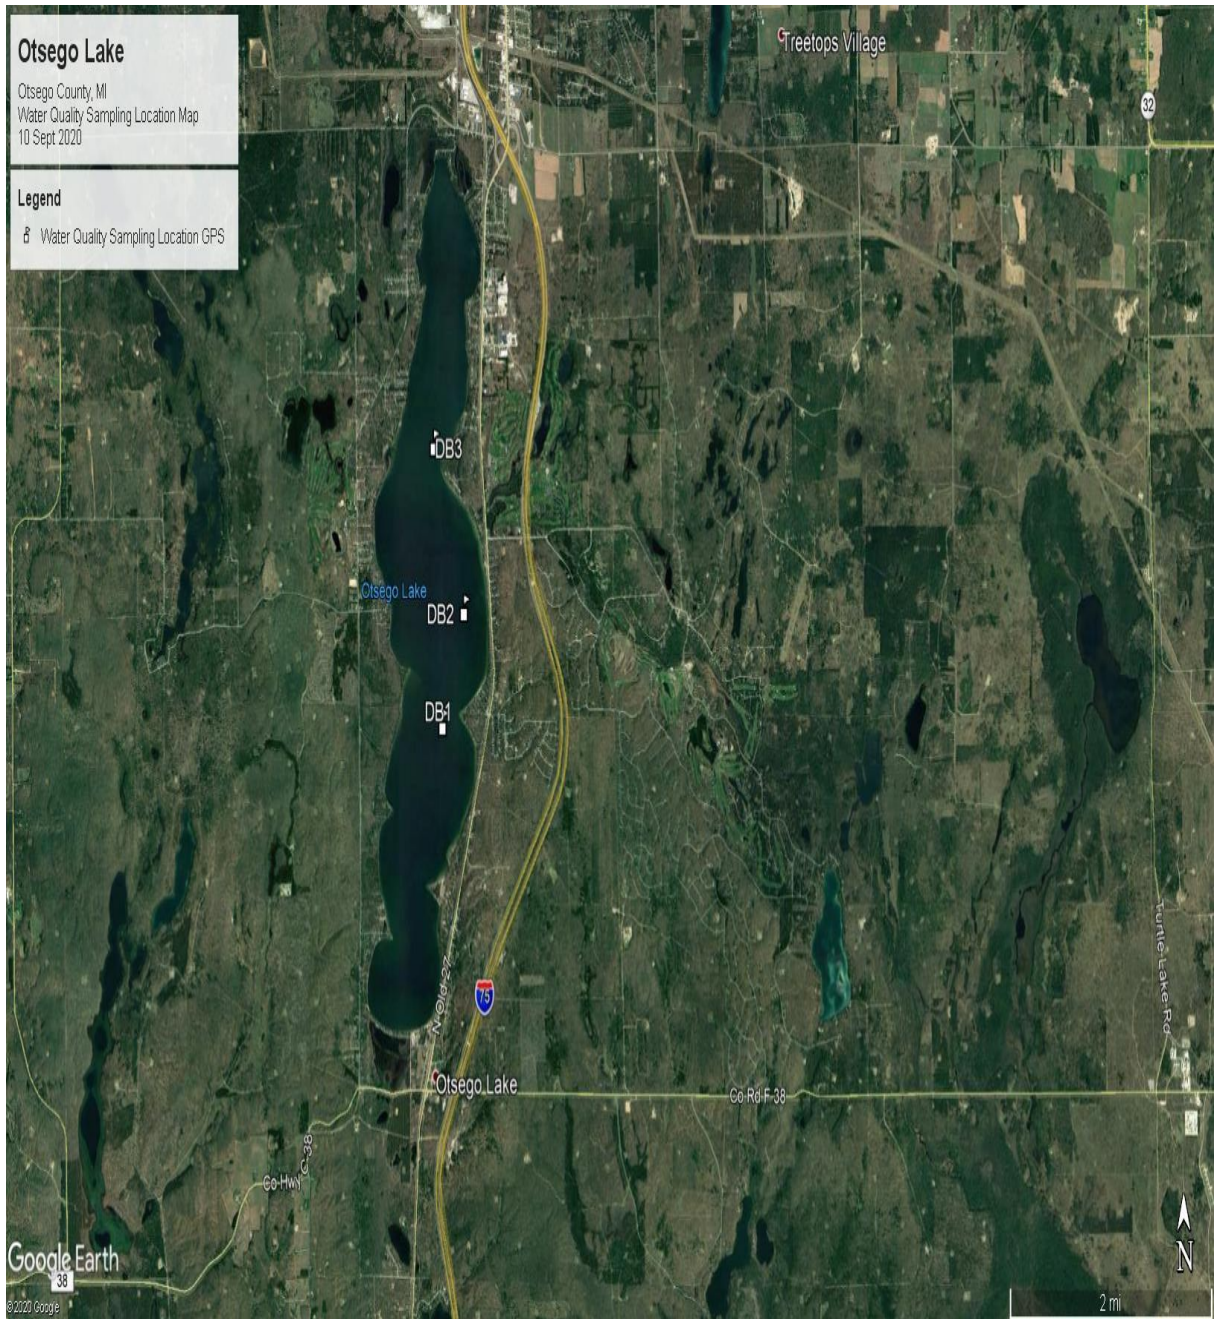 Otsego Lake
Otsego County, MI
Water Quality Sampling Location Map
10 Sept 2020
Legend
Water Quality Sampling Location GPS
Treetops Village
32
DB3
Otsego Lake
DB2
DB1
Turtle Lake Rd
N Old 27
75
Otsego Lake
Co Rd F-38
Co Hwy C-38
N
Google Earth
38
©2020 Google
2 mi